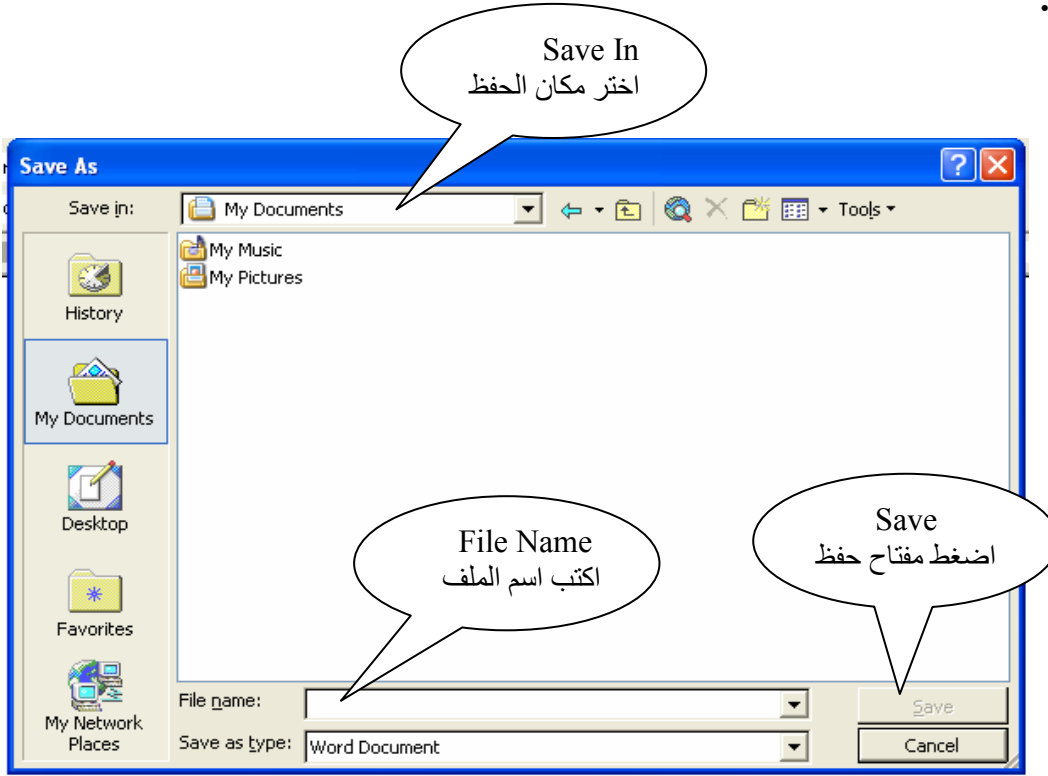 •
Save In
اختر مكان الحفظ
Save As
Save in:
My Documents
Tools
My Music
My Pictures
History
My Documents
Desktop
Favorites
My Network
Places
File Name
اكتب اسم الملف
Save
اضغط مفتاح حفظ
File name:
Save
Save as type:
Word Document
Cancel